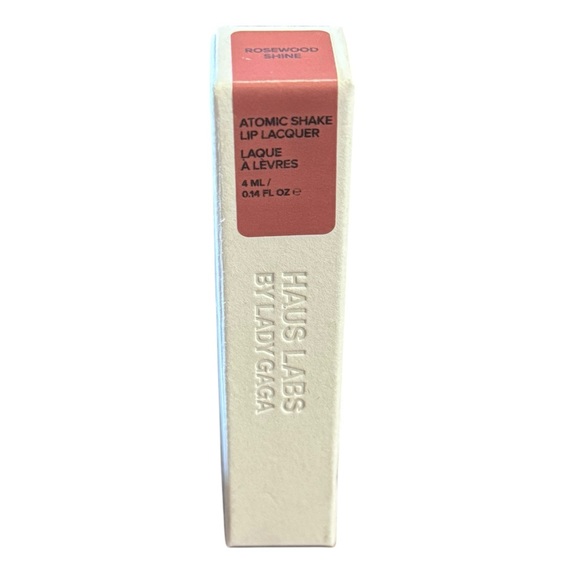 ROSEWOOD
SHINE
ATOMIC SHAKE
LIP LACQUER
LAQUE
À LÈVRES
4 ML /
0.14 FL OZ ℮
HAUS LABS
BY LADY GAGA